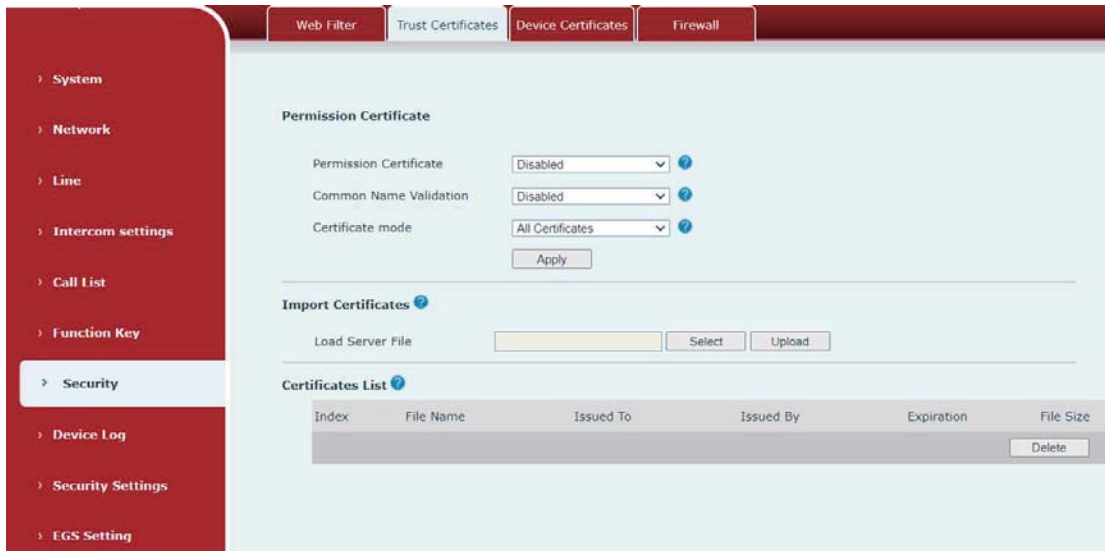 Web Filter
Trust Certificates
Device Certificates
Firewall
› System
› Network
› Line
› Intercom settings
› Call List
› Function Key
› Security
› Device Log
› Security Settings
› EGS Setting
Permission Certificate
Permission Certificate Disabled ?
Common Name Validation Disabled ?
Certificate mode All Certificates ?
Apply
Import Certificates ?
Load Server File Select Upload
Certificates List ?
Index File Name Issued To Issued By Expiration File Size
Delete